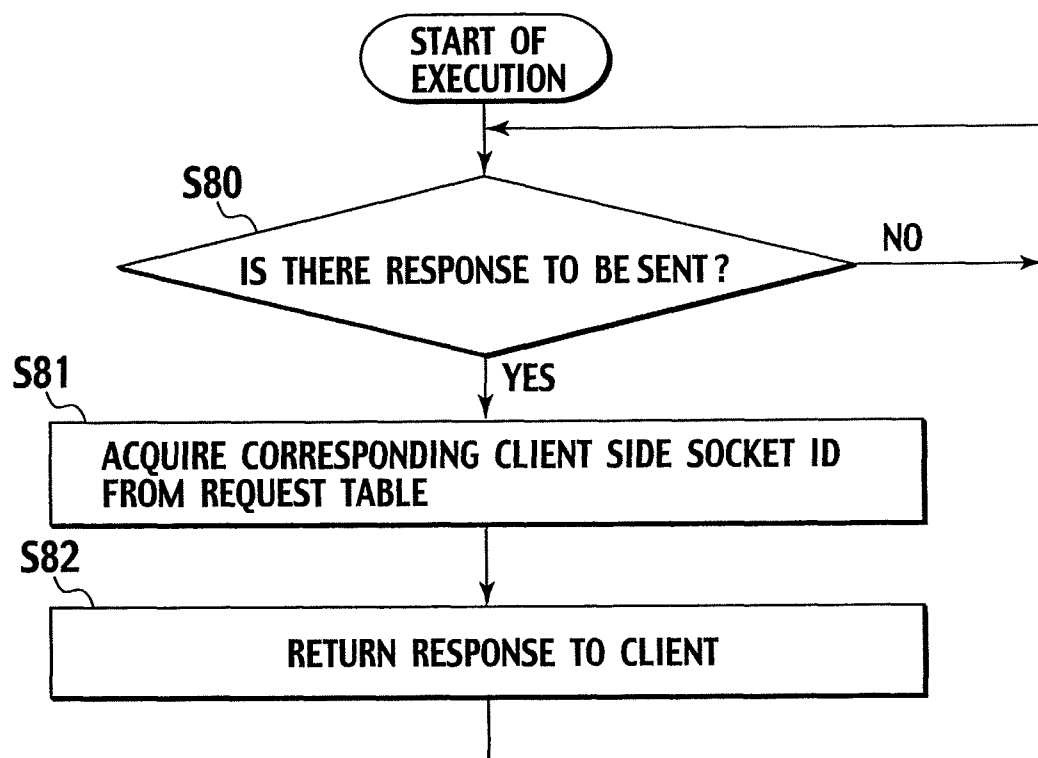 START OF
EXECUTION
S80
IS THERE RESPONSE TO BE SENT?
NO
YES
S81
ACQUIRE CORRESPONDING CLIENT SIDE SOCKET ID
FROM REQUEST TABLE
S82
RETURN RESPONSE TO CLIENT